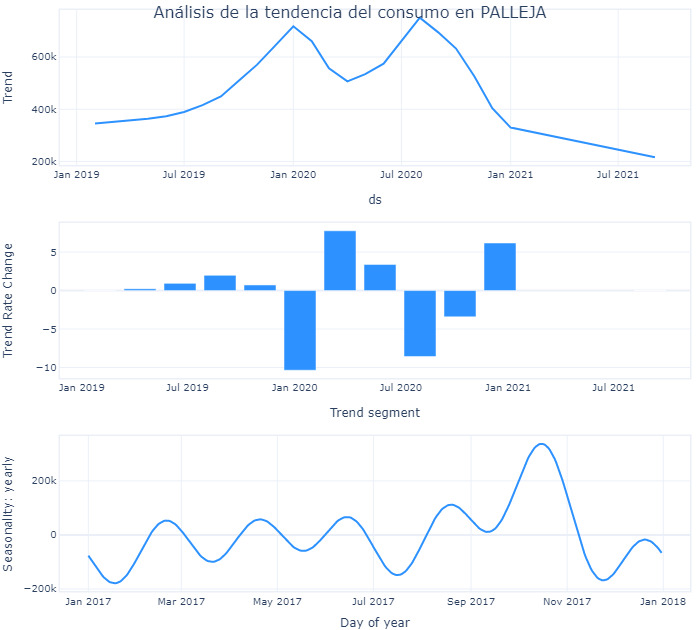 Análisis de la tendencia del consumo en PALLEJA
600k
400k
200k
Trend
Jan 2019 Jul 2019 Jan 2020 Jul 2020 Jan 2021 Jul 2021
ds
5
0
−5
−10
Trend Rate Change
Jan 2019 Jul 2019 Jan 2020 Jul 2020 Jan 2021 Jul 2021
Trend segment
200k
0
−200k
Seasonality: yearly
Jan 2017 Mar 2017 May 2017 Jul 2017 Sep 2017 Nov 2017 Jan 2018
Day of year